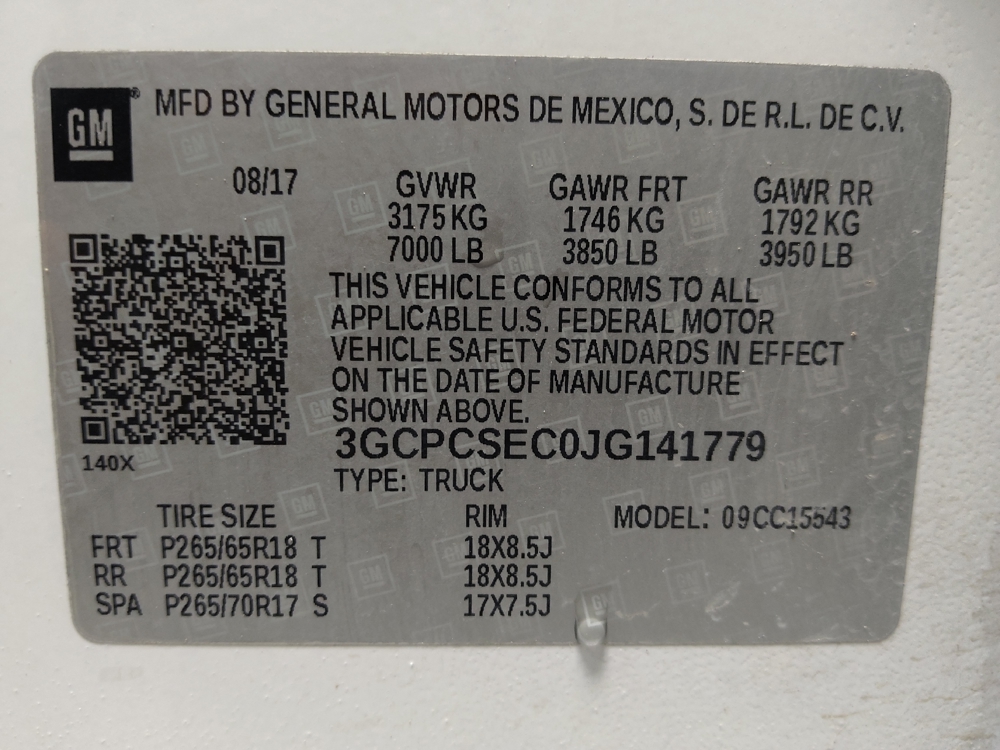 GM® MFD BY GENERAL MOTORS DE MEXICO, S. DE R.L. DE C.V.
08/17 GVWR GAWR FRT GAWR RR
3175 KG 1746 KG 1792 KG
7000 LB 3850 LB 3950 LB
THIS VEHICLE CONFORMS TO ALL
APPLICABLE U.S. FEDERAL MOTOR
VEHICLE SAFETY STANDARDS IN EFFECT
ON THE DATE OF MANUFACTURE
SHOWN ABOVE.
3GCPCSEC0JG141779
140X
TYPE: TRUCK
TIRE SIZE RIM MODEL: 09CC15543
FRT P265/65R18 T 18X8.5J
RR P265/65R18 T 18X8.5J
SPA P265/70R17 S 17X7.5J